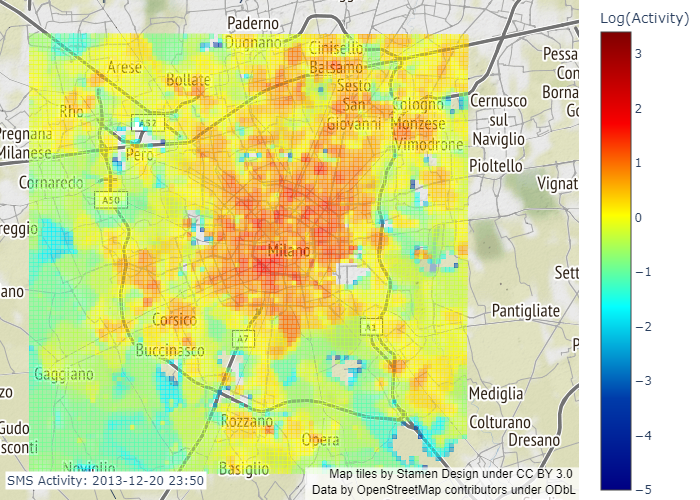 Log(Activity)
3
2
1
0
−1
−2
−3
−4
−5
Paderno
Dugnano
Cinisello
Balsamo
Arese
Bollate
Sesto
San
Giovanni
Cologno
Monzese
Vimodrone
Cernusco
sul
Naviglio
Pessa
Con
Borna
Go
Rho
A52
Pregnana
Milanese
Pero
Pioltello
Cornaredo
Vignat
A50
reggio
Milano
Sett
ano
Pantigliate
Corsico
A7
A1
P
Buccinasco
Gaggiano
zo
Mediglia
Rozzano
Colturano
Gudo
sconti
Opera
Dresano
Noviglio
Basiglio
SMS Activity: 2013-12-20 23:50
Map tiles by Stamen Design under CC BY 3.0
Data by OpenStreetMap contributors under ODbL